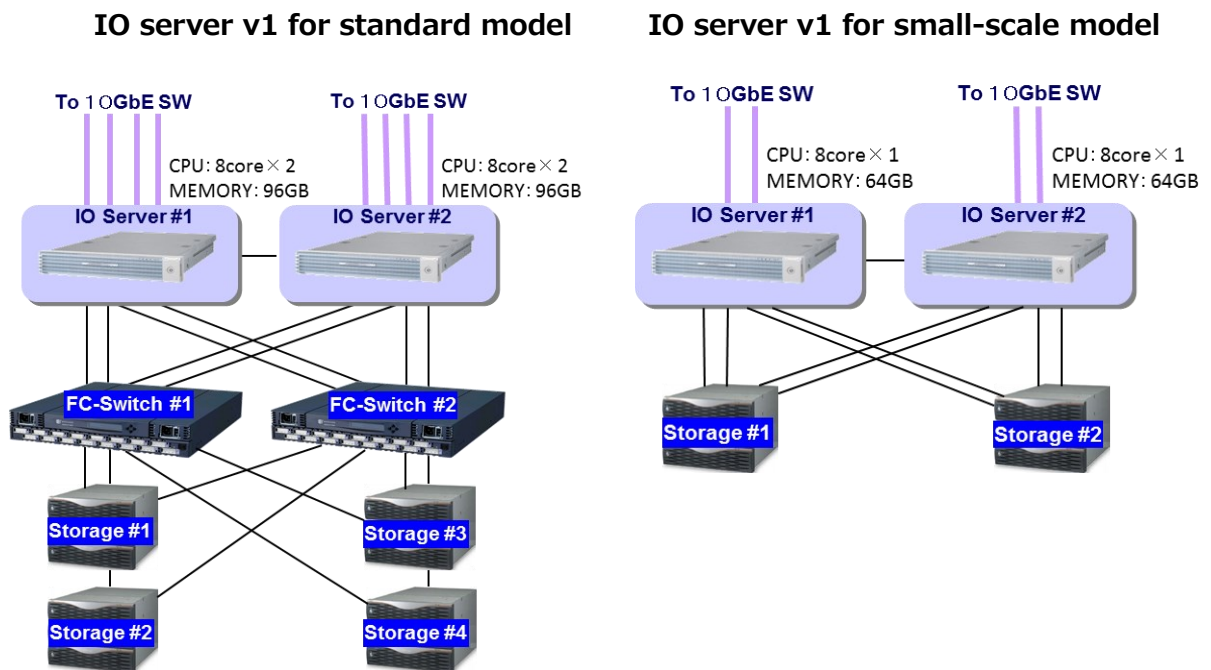 IO server v1 for standard model
To 1０GbE SW
To 1０GbE SW
CPU: 8core×2
MEMORY: 96GB
CPU: 8core×2
MEMORY: 96GB
IO Server#1
IO Server#2
FC-Switch #1
FC-Switch #2
Storage #1
Storage #3
Storage #2
Storage #4
IO server v1 for small-scale model
To 1０GbE SW
To 1０GbE SW
CPU: 8core×1
MEMORY: 64GB
CPU: 8core×1
MEMORY: 64GB
IO Server#1
IO Server#2
Storage #1
Storage #2